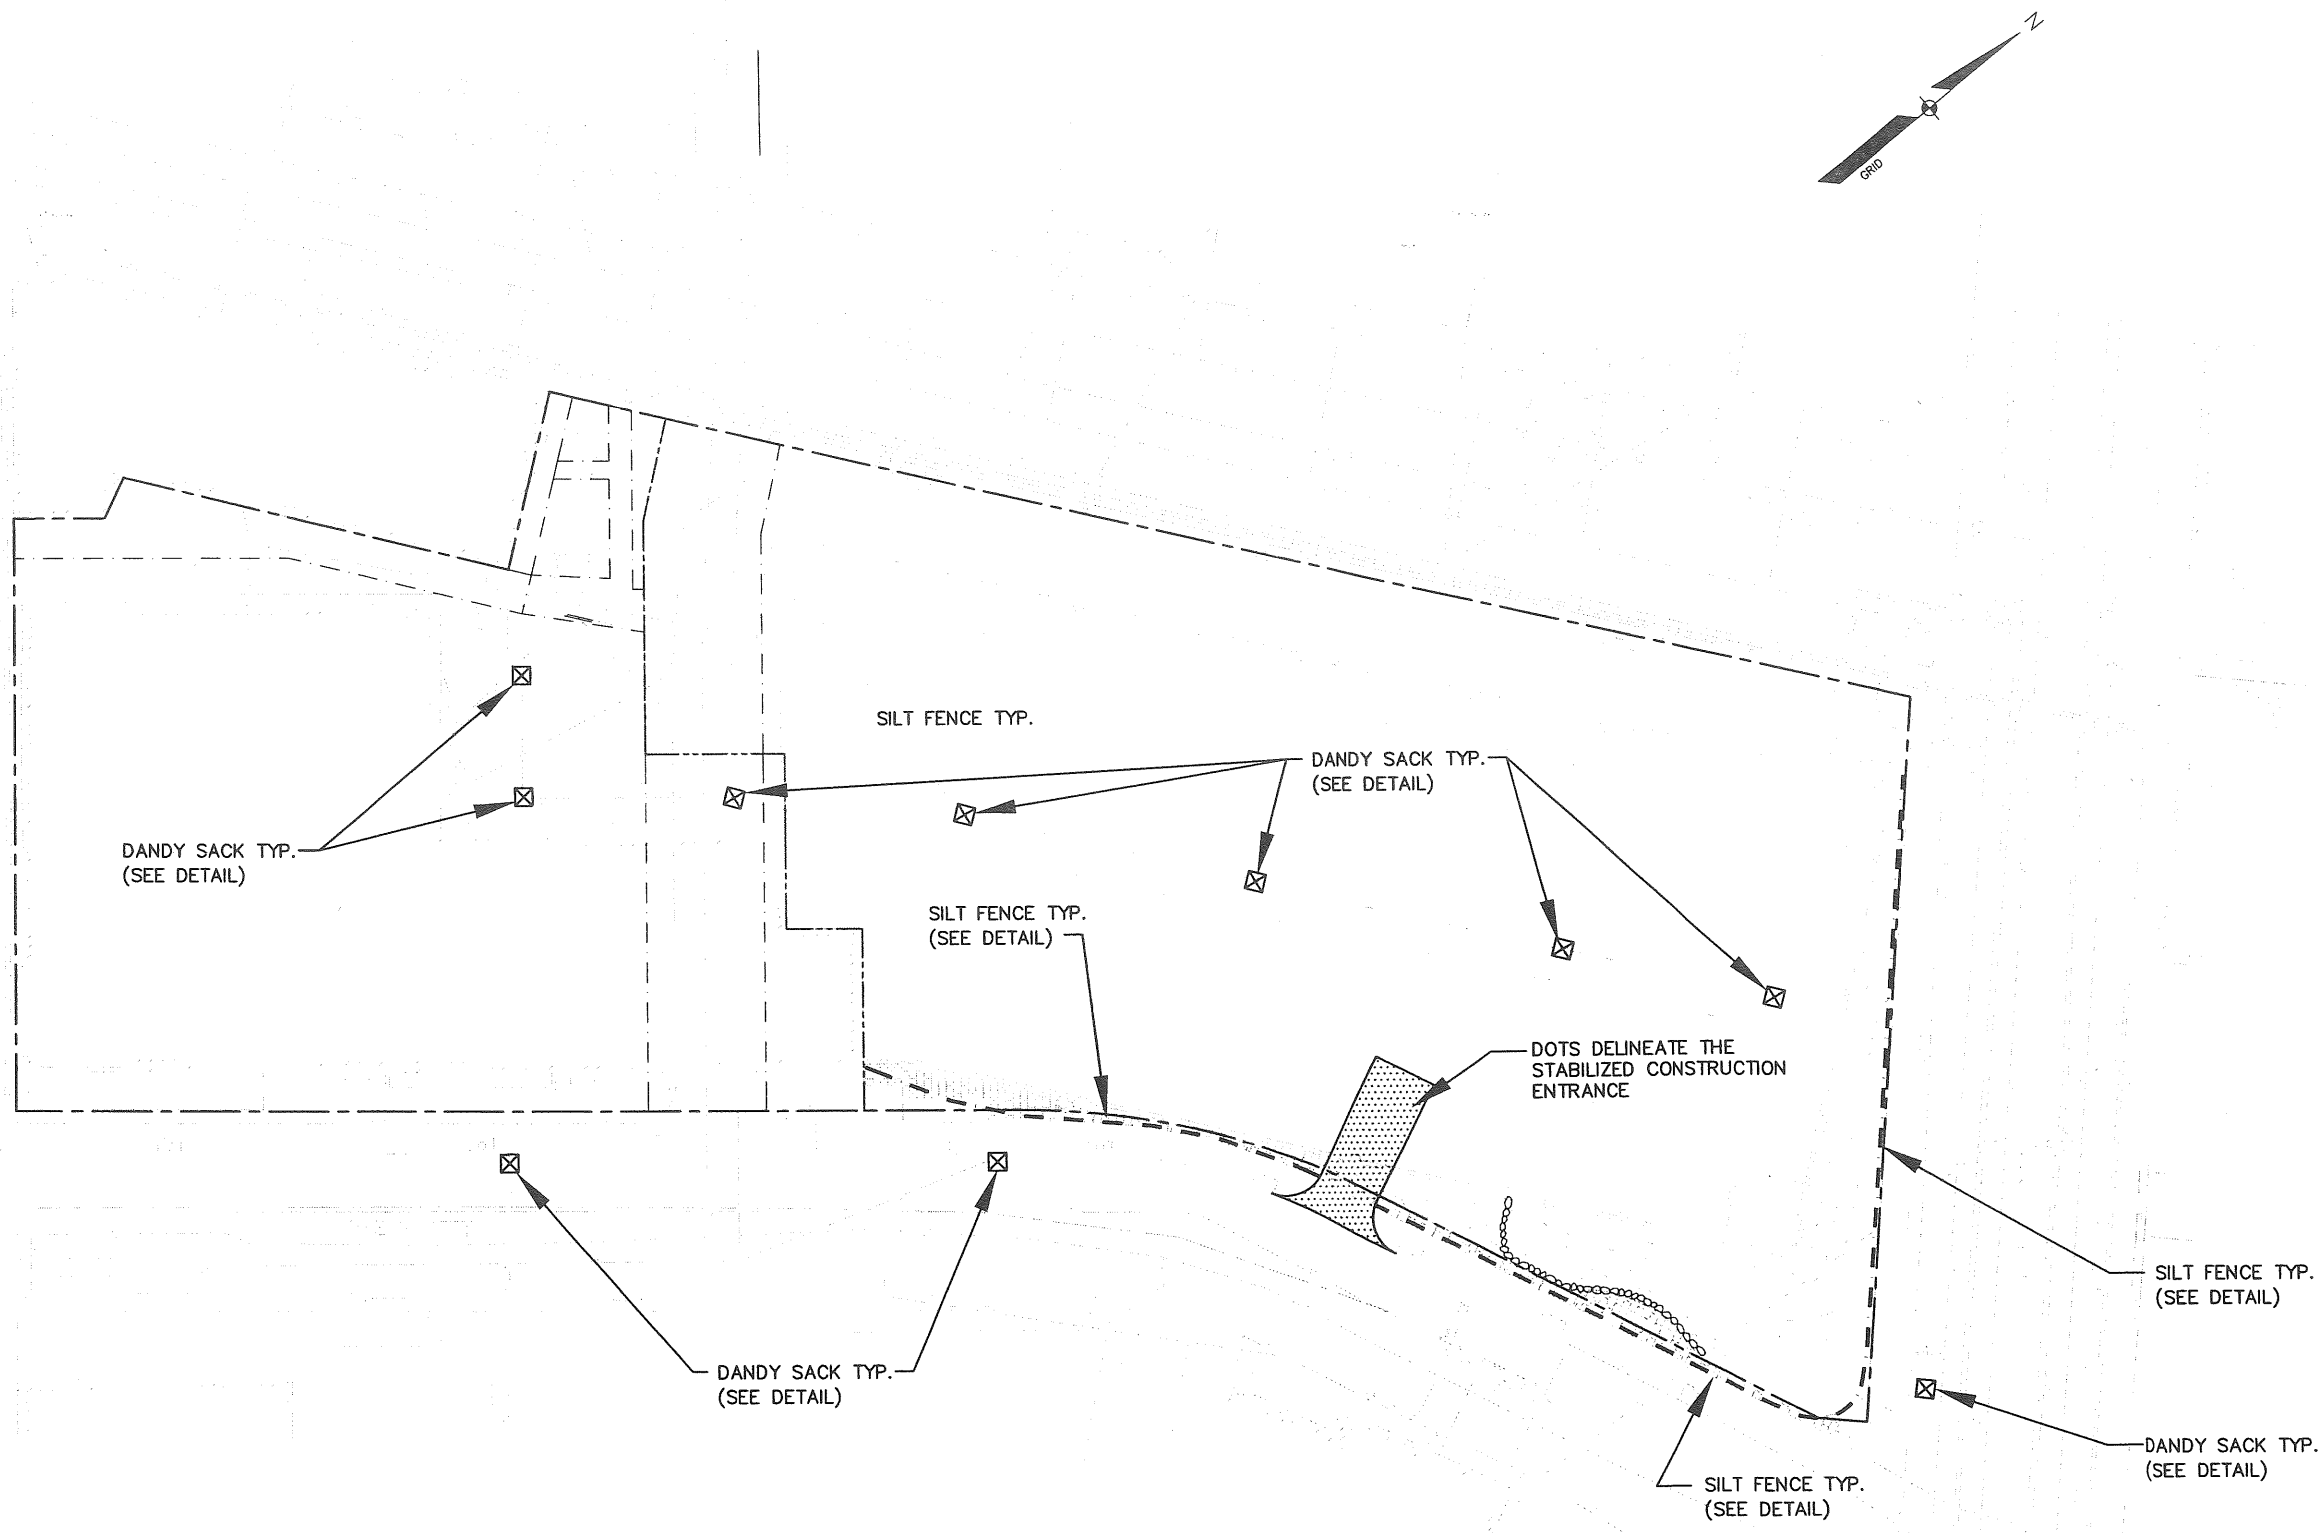 N
GRID
SILT FENCE TYP.
DANDY SACK TYP.
(SEE DETAIL)
DANDY SACK TYP.
(SEE DETAIL)
SILT FENCE TYP.
(SEE DETAIL)
DOTS DELINEATE THE
STABILIZED CONSTRUCTION
ENTRANCE
SILT FENCE TYP.
(SEE DETAIL)
DANDY SACK TYP.
(SEE DETAIL)
DANDY SACK TYP.
(SEE DETAIL)
SILT FENCE TYP.
(SEE DETAIL)